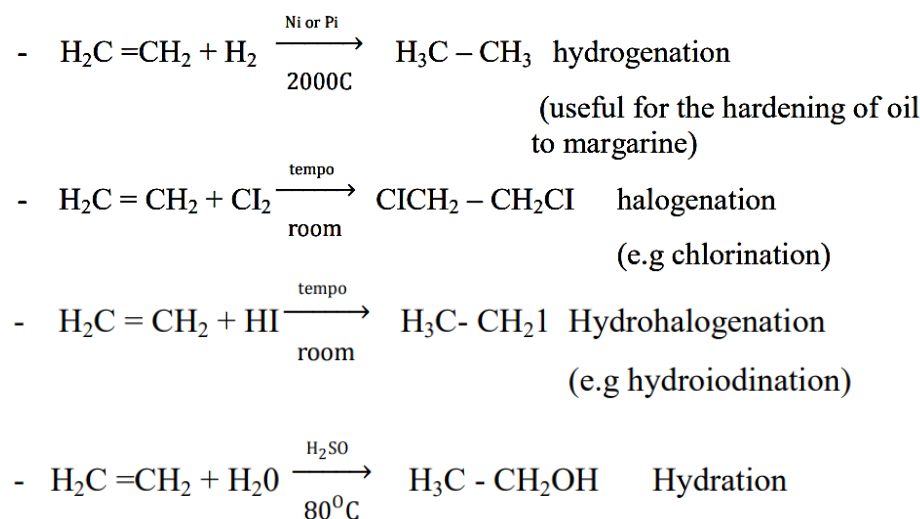 - H₂C =CH₂ + H₂ Ni or Pi ⟶ 2000C H₃C – CH₃ hydrogenation
(useful for the hardening of oil
to margarine)
- H₂C = CH₂ + CI₂ tempo ⟶ room CICH₂ – CH₂CI halogenation
(e.g chlorination)
- H₂C = CH₂ + HI tempo ⟶ room H₃C- CH₂1 Hydrohalogenation
(e.g hydroiodination)
- H₂C =CH₂ + H₂0 H₂SO ⟶ 80⁰C H₃C - CH₂OH Hydration